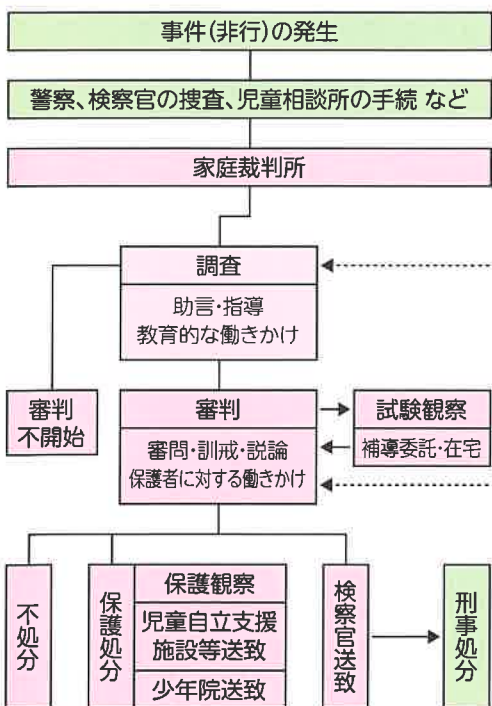 事件(非行)の発生
警察、検察官の捜査、児童相談所の手続 など
家庭裁判所
調査
助言・指導
教育的な働きかけ
審判
不開始
審判
審問・訓戒・説論
保護者に対する働きかけ
試験観察
補導委託・在宅
不処分
保護処分
保護観察
児童自立支援
施設等送致
少年院送致
検察官送致
刑事処分